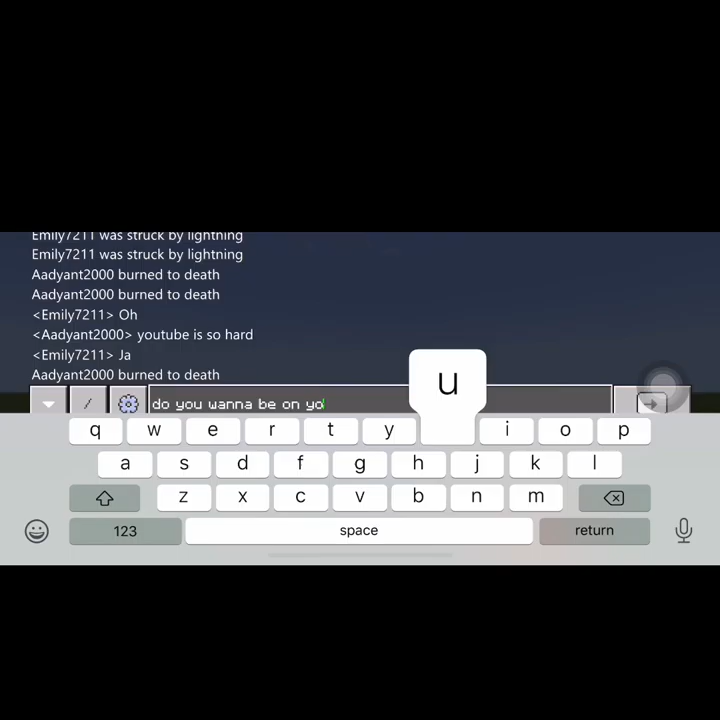 Emily7211 was struck by lightning
Emily7211 was struck by lightning
Aadyant2000 burned to death
Aadyant2000 burned to death
<Emily7211> Oh
<Aadyant2000> youtube is so hard
<Emily7211> Ja
Aadyant2000 burned to death
/ do you wanna be on yo
u
q w e r t y i o p
a s d f g h j k l
z x c v b n m
123 space return